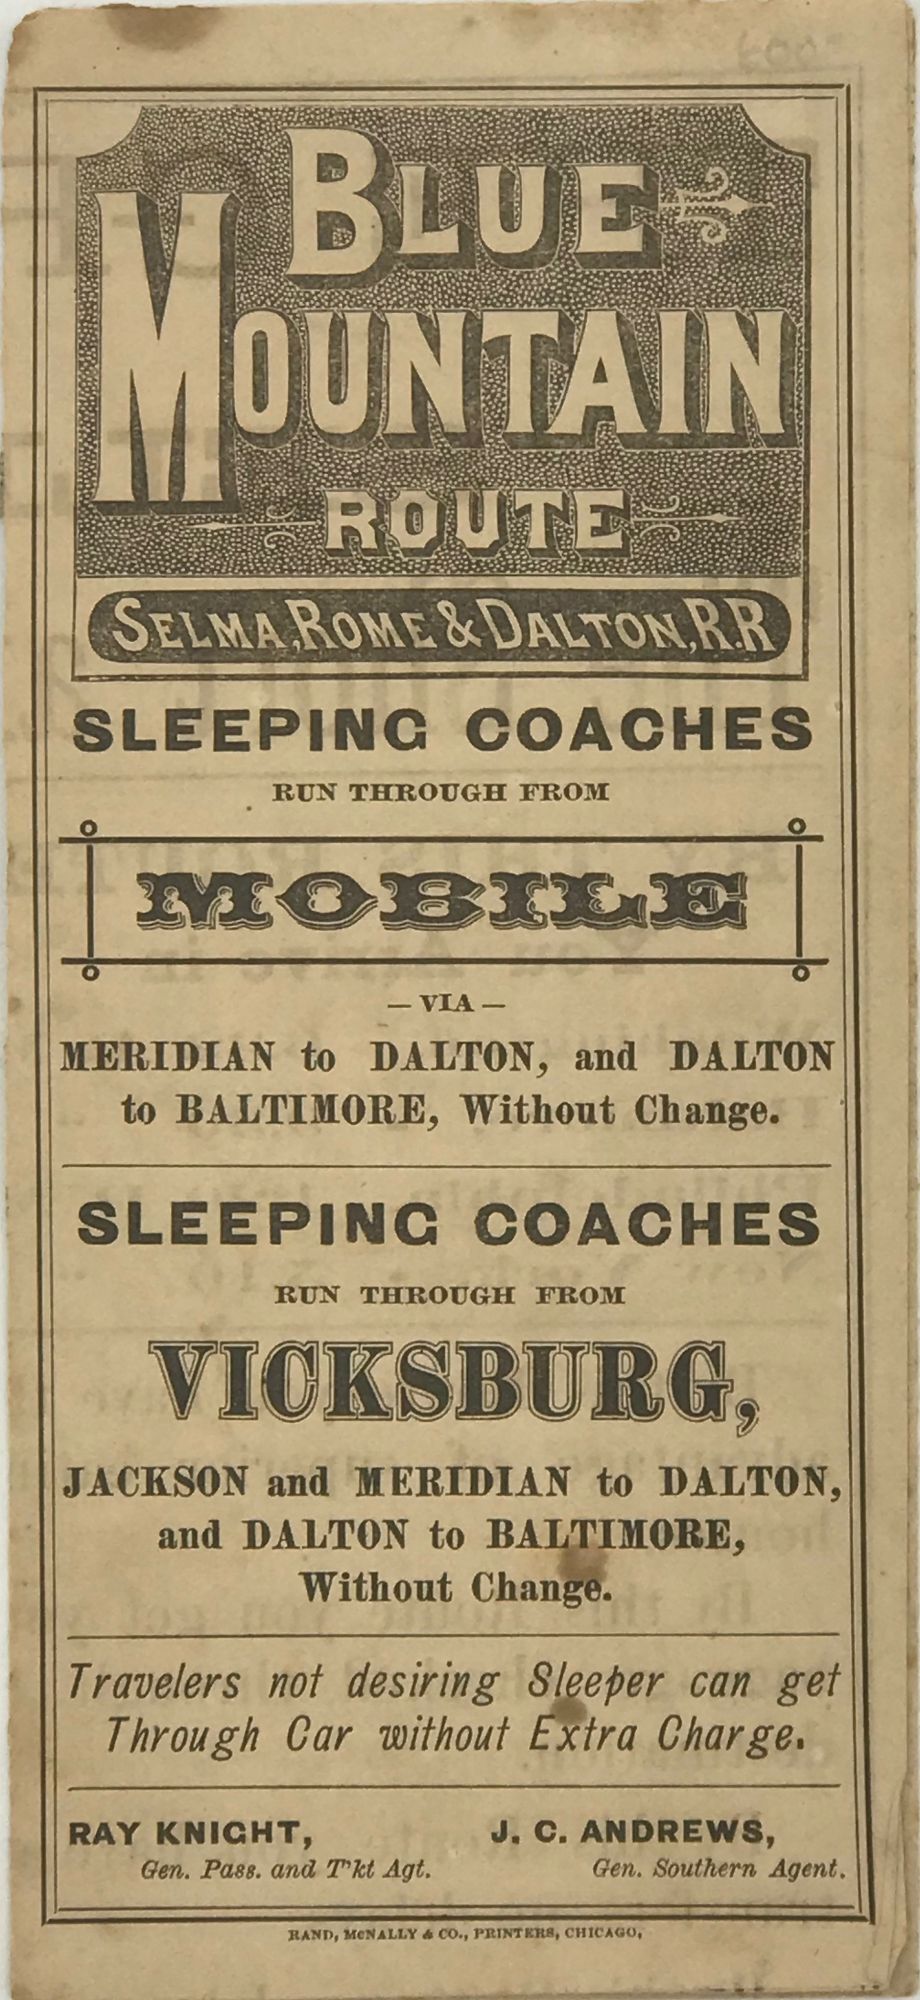 BLUE
MOUNTAIN
ROUTE
SELMA, ROME & DALTON, R.R
SLEEPING COACHES
RUN THROUGH FROM
MOBILE
— VIA —
MERIDIAN to DALTON, and DALTON
to BALTIMORE, Without Change.
SLEEPING COACHES
RUN THROUGH FROM
VICKSBURG,
JACKSON and MERIDIAN to DALTON,
and DALTON to BALTIMORE,
Without Change.
Travelers not desiring Sleeper can get
Through Car without Extra Charge.
RAY KNIGHT, J. C. ANDREWS,
Gen. Pass. and T'kt Agt. Gen. Southern Agent.
RAND, MCNALLY & CO., PRINTERS, CHICAGO,